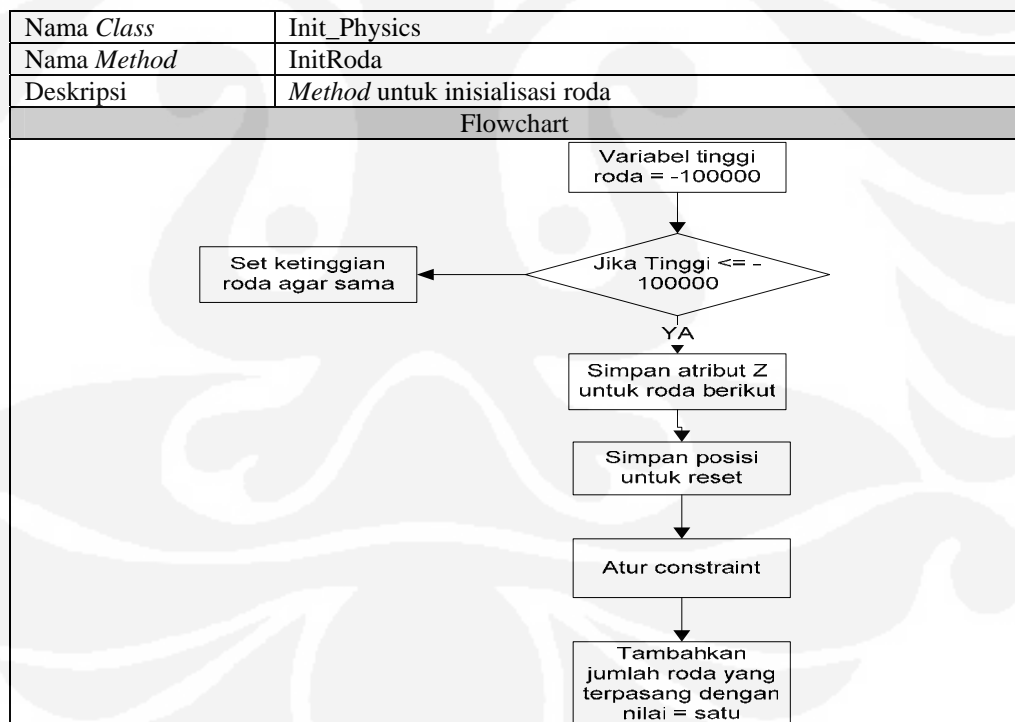 Nama Class Init_Physics
Nama Method InitRoda
Deskripsi Method untuk inisialisasi roda
Flowchart
Variabel tinggi
roda = -100000
Jika Tinggi <= -
100000
Set ketinggian
roda agar sama
YA
Simpan atribut Z
untuk roda berikut
Simpan posisi
untuk reset
Atur constraint
Tambahkan
jumlah roda yang
terpasang dengan
nilai = satu